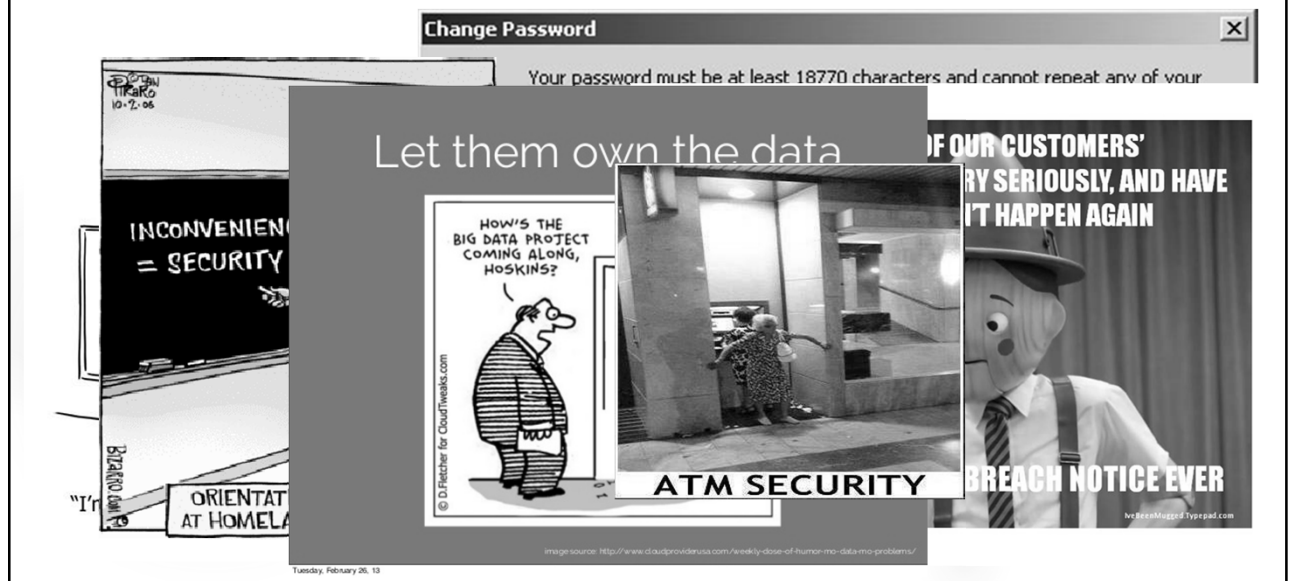 Change Password
Your password must be at least 18770 characters and cannot repeat any of your
10-2-06
INCONVENIEN
= SECURITY
BIZARRO.COM
ORIENTAT
AT HOMELA
"I'
Let them own the data
HOW'S THE
BIG DATA PROJECT
COMING ALONG,
HOSKINS?
© D.Fletcher for CloudTweaks.com
image source: http://www.cloudproviderusa.com/weekly-dose-of-humor-mo-data-mo-problems/
Tuesday, February 26, 13
ATM SECURITY
OF OUR CUSTOMERS'
RY SERIOUSLY, AND HAVE
'T HAPPEN AGAIN
BREACH NOTICE EVER
IveBeenMugged.Typepad.com